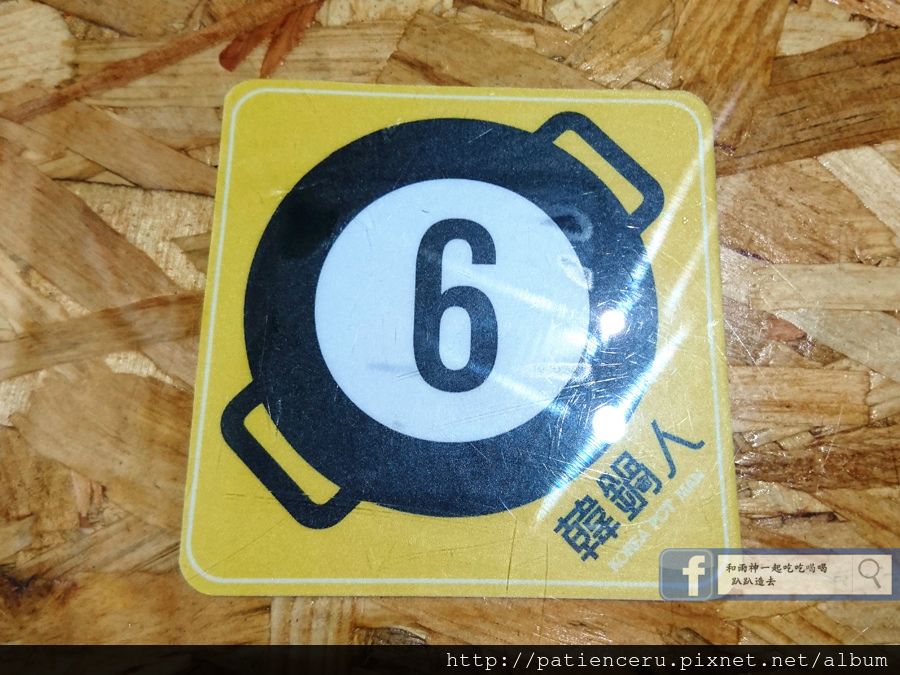 6
韓鍋人
KOREA POT MAN
和雨神一起吃吃喝喝
趴趴造去
http://patienceru.pixnet.net/album